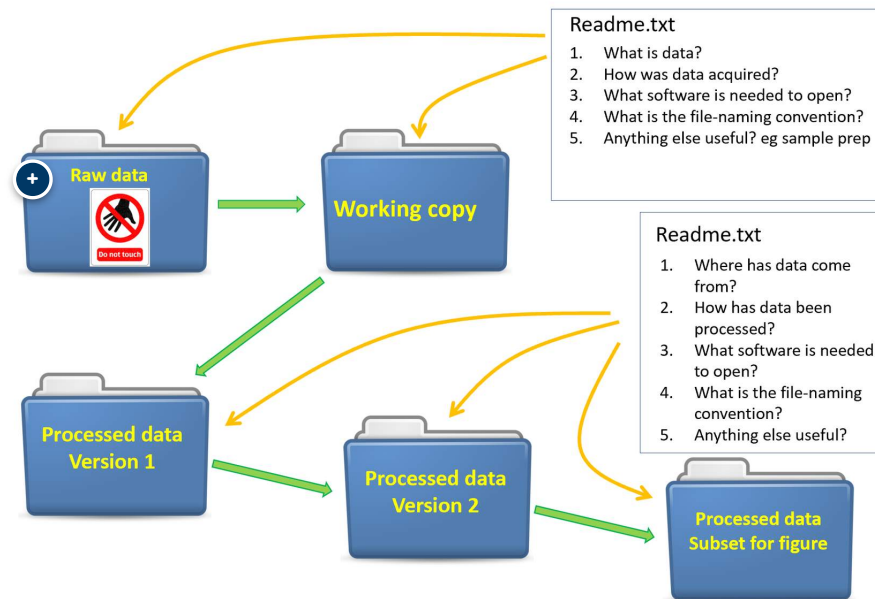 Readme.txt
1. What is data?
2. How was data acquired?
3. What software is needed to open?
4. What is the file-naming convention?
5. Anything else useful? eg sample prep
+
Raw data
Do not touch
Working copy
Readme.txt
1. Where has data come
from?
2. How has data been
processed?
3. What software is needed
to open?
4. What is the file-naming
convention?
5. Anything else useful?
Processed data
Version 1
Processed data
Version 2
Processed data
Subset for figure